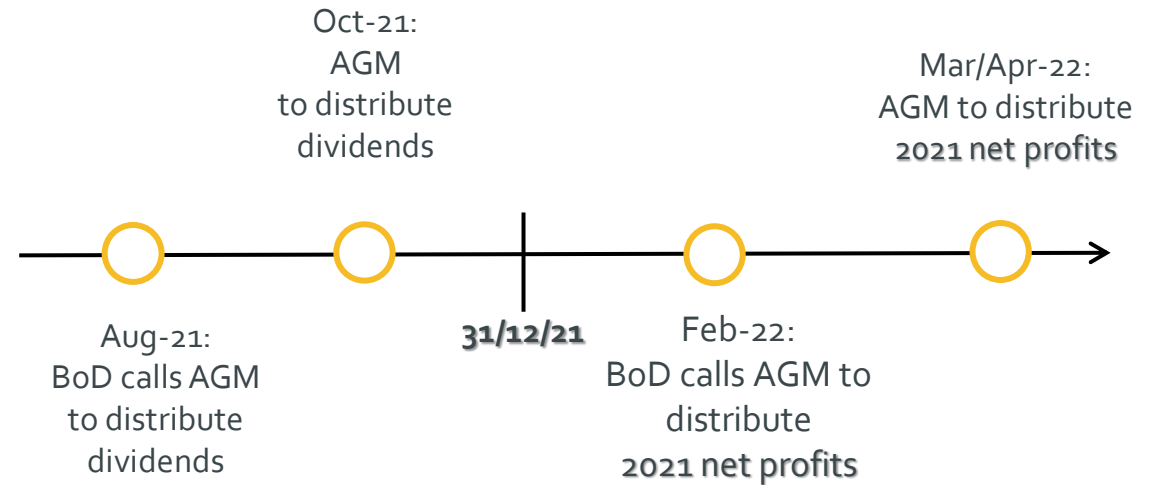 Oct-21:
AGM
to distribute
dividends
Mar/Apr-22:
AGM to distribute
2021 net profits
Aug-21:
BoD calls AGM
to distribute
dividends
31/12/21
Feb-22:
BoD calls AGM to
distribute
2021 net profits